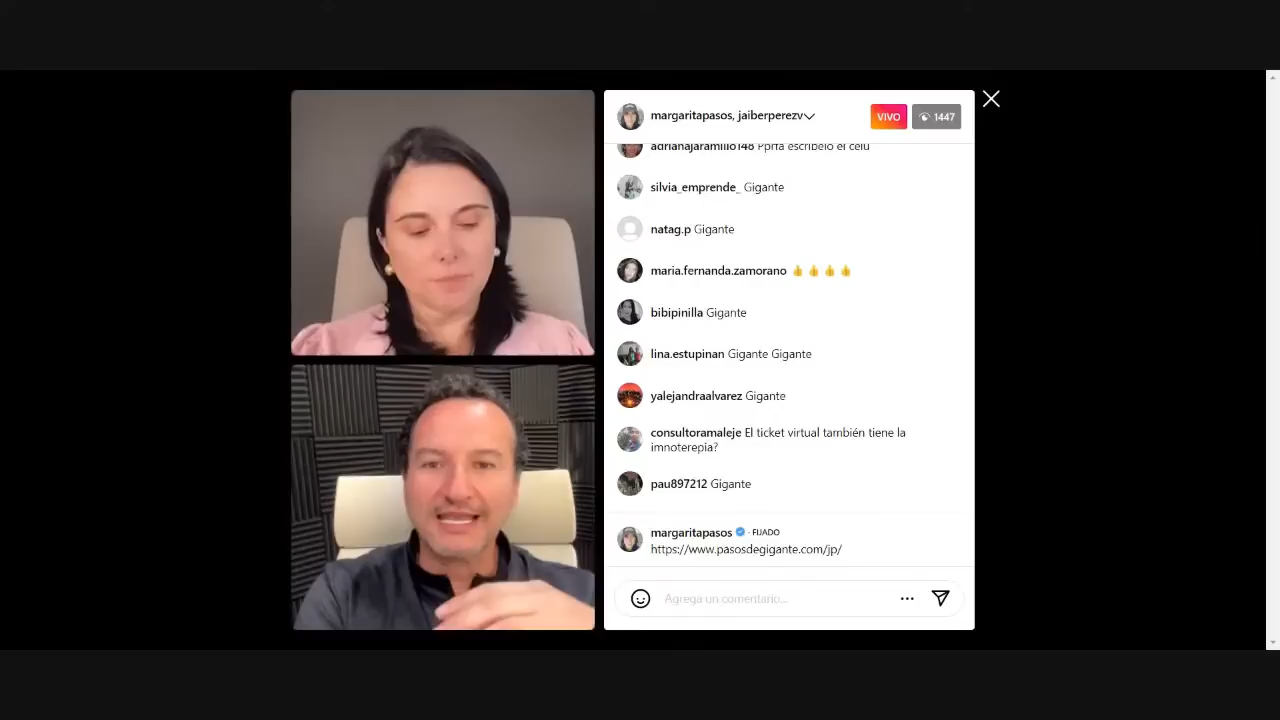 margaritapasos, jaiberperezv
VIVO
1447
adrianajaramillo148 Pprfa escribelo el celu
silvia_emprende_ Gigante
natag.p Gigante
maria.fernanda.zamorano 👍 👍 👍 👍
bibipinilla Gigante
lina.estupinan Gigante Gigante
yalejandraalvarez Gigante
consultoramaleje El ticket virtual también tiene la
imnoterepia?
pau897212 Gigante
margaritapasos · FIJADO
https://www.pasosdegigante.com/jp/
Agrega un comentario...